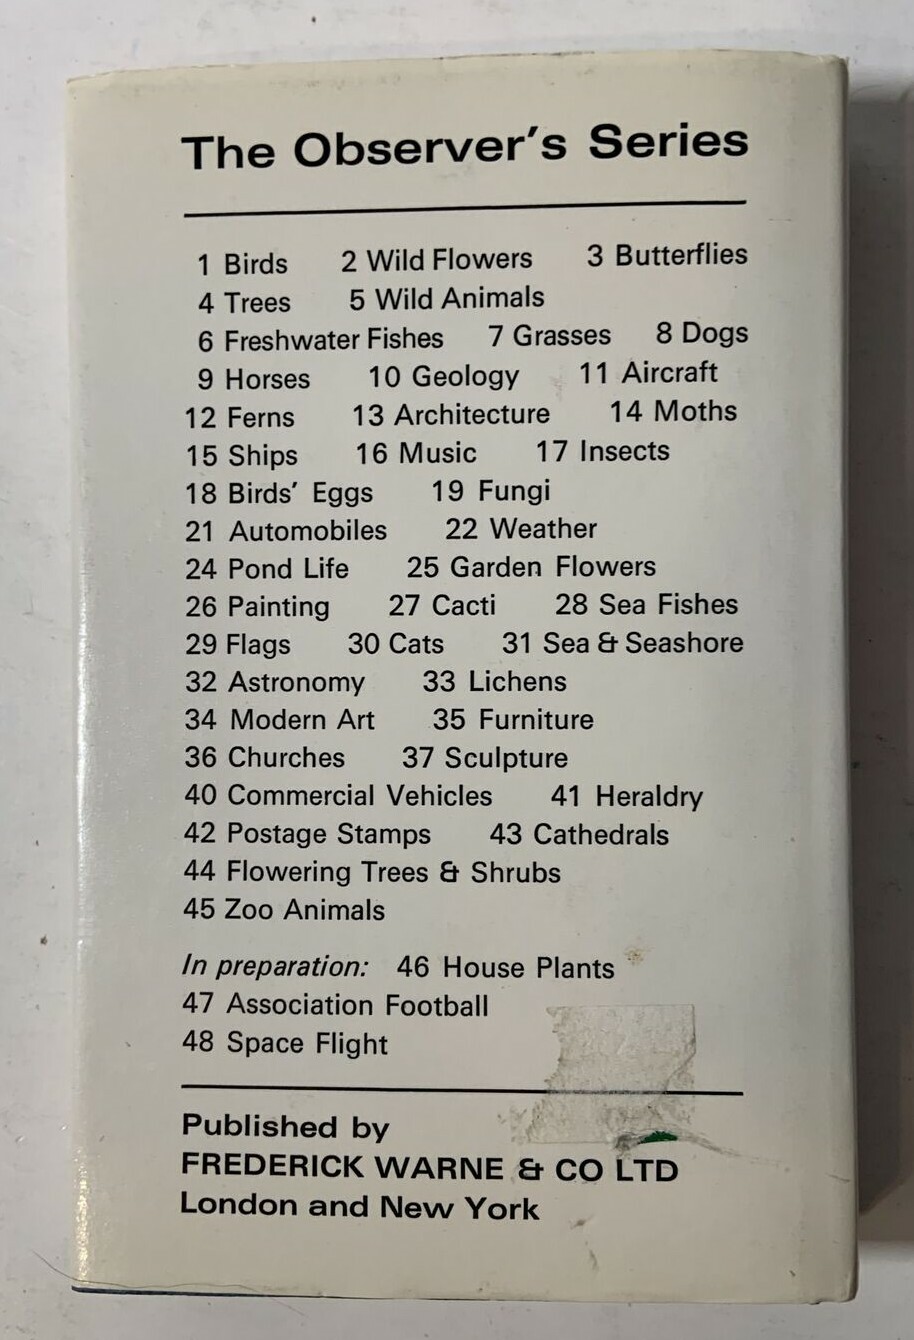 The Observer's Series
1 Birds 2 Wild Flowers 3 Butterflies
4 Trees 5 Wild Animals
6 Freshwater Fishes 7 Grasses 8 Dogs
9 Horses 10 Geology 11 Aircraft
12 Ferns 13 Architecture 14 Moths
15 Ships 16 Music 17 Insects
18 Birds' Eggs 19 Fungi
21 Automobiles 22 Weather
24 Pond Life 25 Garden Flowers
26 Painting 27 Cacti 28 Sea Fishes
29 Flags 30 Cats 31 Sea & Seashore
32 Astronomy 33 Lichens
34 Modern Art 35 Furniture
36 Churches 37 Sculpture
40 Commercial Vehicles 41 Heraldry
42 Postage Stamps 43 Cathedrals
44 Flowering Trees & Shrubs
45 Zoo Animals
In preparation: 46 House Plants
47 Association Football
48 Space Flight
Published by
FREDERICK WARNE & CO LTD
London and New York